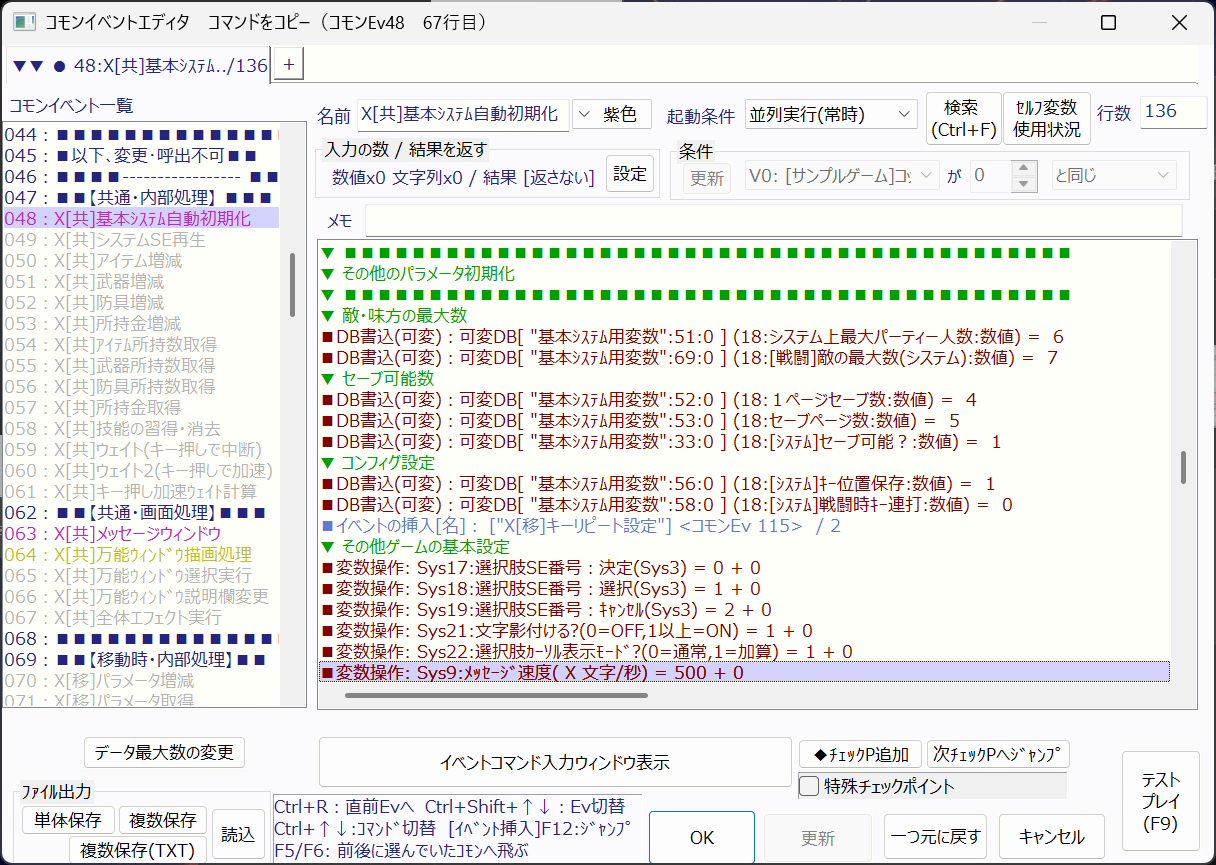 コモンイベントエディタ　コマンドをコピー（コモンEv48　67行目）
▼▼ ● 48:X[共]基本ｼｽﾃﾑ../136
+
コモンイベント一覧
044 : ■ ■ ■ ■ ■ ■ ■ ■ ■ ■ ■ ■ ■
045 : ■以下、変更･呼出不可■ ■
046 : ■ ■ ■ ■---------------- ■ ■
047 : ■ ■【共通･内部処理】 ■ ■ ■
048 : X[共]基本ｼｽﾃﾑ自動初期化
049 : X[共]システムSE再生
050 : X[共]アイテム増減
051 : X[共]武器増減
052 : X[共]防具増減
053 : X[共]所持金増減
054 : X[共]ｱｲﾃﾑ所持数取得
055 : X[共]武器所持数取得
056 : X[共]防具所持数取得
057 : X[共]所持金取得
058 : X[共]技能の習得･消去
059 : X[共]ウェイト(キー押しで中断)
060 : X[共]ウェイト2(キー押しで加速)
061 : X[共]キー押し加速ｳｪｲﾄ計算
062 : ■ ■【共通･画面処理】■ ■ ■
063 : X[共]メッセージウィンドウ
064 : X[共]万能ｳｨﾝﾄﾞｳ描画処理
065 : X[共]万能ｳｨﾝﾄﾞｳ選択実行
066 : X[共]万能ｳｨﾝﾄﾞｳ説明欄変更
067 : X[共]全体エフェクト実行
068 : ■ ■ ■ ■ ■ ■ ■ ■ ■ ■ ■ ■ ■
069 : ■ ■【移動時･内部処理】■ ■
070 : X[移]パラメータ増減
071 : X[移]パラメータ取得
データ最大数の変更
ﾌｧｲﾙ出力
単体保存
複数保存
複数保存(TXT)
読込
名前
X[共]基本システム自動初期化
紫色
起動条件
並列実行(常時)
検索
(Ctrl+F)
ｾﾙﾌ変数
使用状況
行数
136
入力の数 / 結果を返す
数値x0 文字列x0 / 結果 [返さない]
設定
条件
更新
V0: [サンプルゲーム]コッ
が
0
と同じ
メモ
▼ ■ ■ ■ ■ ■ ■ ■ ■ ■ ■ ■ ■ ■ ■ ■ ■ ■ ■ ■ ■ ■ ■ ■ ■ ■ ■ ■ ■ ■ ■ ■ ■ ■ ■ ■ ■ ■ ■ ■ ■ ■ ■ ■
▼ その他のパラメータ初期化
▼ ■ ■ ■ ■ ■ ■ ■ ■ ■ ■ ■ ■ ■ ■ ■ ■ ■ ■ ■ ■ ■ ■ ■ ■ ■ ■ ■ ■ ■ ■ ■ ■ ■ ■ ■ ■ ■ ■ ■ ■ ■ ■ ■
▼ 敵･味方の最大数
■DB書込(可変) : 可変DB[ "基本ｼｽﾃﾑ用変数":51:0 ] (18:システム上最大パーティー人数:数値) =  6
■DB書込(可変) : 可変DB[ "基本ｼｽﾃﾑ用変数":69:0 ] (18:[戦闘]敵の最大数(システム):数値) =  7
▼ セーブ可能数
■DB書込(可変) : 可変DB[ "基本ｼｽﾃﾑ用変数":52:0 ] (18:１ページセーブ数:数値) =  4
■DB書込(可変) : 可変DB[ "基本ｼｽﾃﾑ用変数":53:0 ] (18:セーブページ数:数値) =  5
■DB書込(可変) : 可変DB[ "基本ｼｽﾃﾑ用変数":33:0 ] (18:[ｼｽﾃﾑ]セーブ可能？:数値) =  1
▼ コンフィグ設定
■DB書込(可変) : 可変DB[ "基本ｼｽﾃﾑ用変数":56:0 ] (18:[ｼｽﾃﾑ]ｷｰ位置保存:数値) =  1
■DB書込(可変) : 可変DB[ "基本ｼｽﾃﾑ用変数":58:0 ] (18:[ｼｽﾃﾑ]戦闘時ｷｰ連打:数値) =  0
■イベントの挿入[名] :  ["X[移]キーリピート設定"] <コモンEv 115>  / 2
▼ その他ゲームの基本設定
■変数操作: Sys17:選択肢SE番号 : 決定(Sys3) = 0 + 0
■変数操作: Sys18:選択肢SE番号 : 選択(Sys3) = 1 + 0
■変数操作: Sys19:選択肢SE番号 : ｷｬﾝｾﾙ(Sys3) = 2 + 0
■変数操作: Sys21:文字影付ける?(0=OFF,1以上=ON) = 1 + 0
■変数操作: Sys22:選択肢ｶｰｿﾙ表示ﾓｰﾄﾞ?(0=通常,1=加算) = 1 + 0
■変数操作: Sys9:ﾒｯｾｰｼﾞ速度( X 文字/秒) = 500 + 0
イベントコマンド入力ウィンドウ表示
◆ﾁｪｯｸP追加
次ﾁｪｯｸPへｼﾞｬﾝﾌﾟ
特殊チェックポイント
テスト
プレイ
(F9)
Ctrl+R : 直前Evへ  Ctrl+Shift+↑↓ : Ev切替
Ctrl+↑↓:ｺﾏﾝﾄﾞ切替  [ｲﾍﾞﾝﾄ挿入]F12:ｼﾞｬﾝﾌﾟ
F5/F6: 前後に選んでいたｺﾓﾝへ飛ぶ
OK
更新
一つ元に戻す
キャンセル